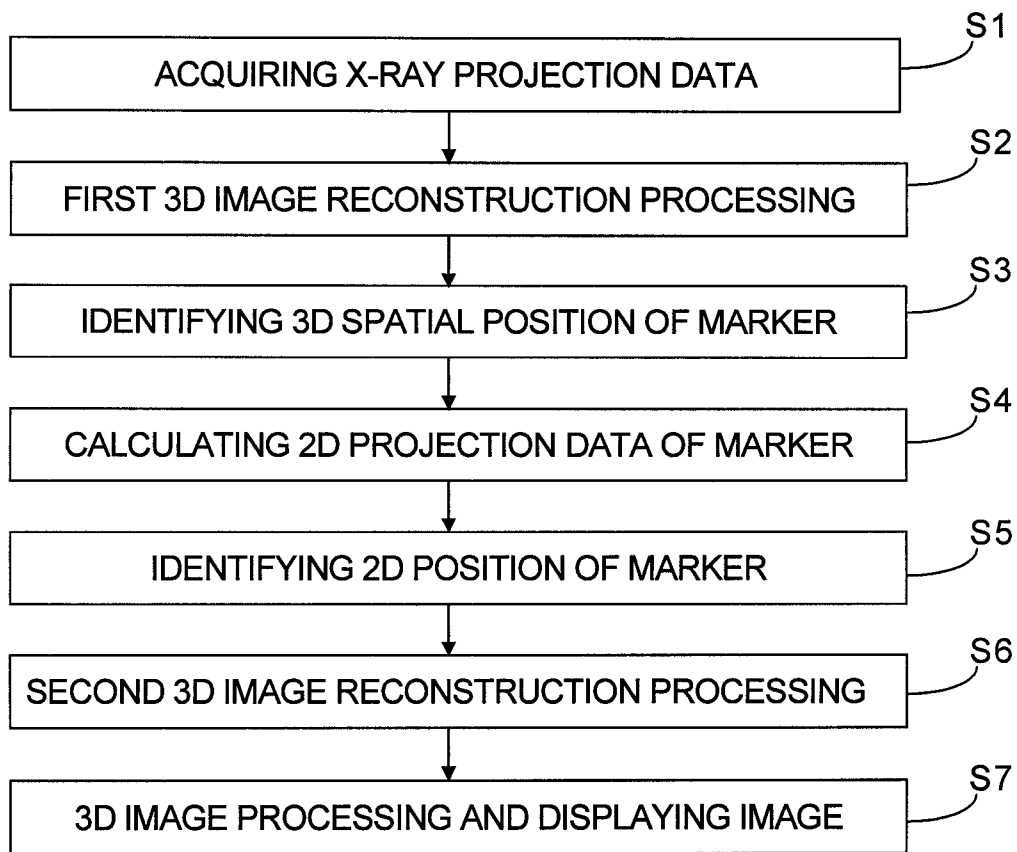 S1
ACQUIRING X-RAY PROJECTION DATA
S2
FIRST 3D IMAGE RECONSTRUCTION PROCESSING
S3
IDENTIFYING 3D SPATIAL POSITION OF MARKER
S4
CALCULATING 2D PROJECTION DATA OF MARKER
S5
IDENTIFYING 2D POSITION OF MARKER
S6
SECOND 3D IMAGE RECONSTRUCTION PROCESSING
S7
3D IMAGE PROCESSING AND DISPLAYING IMAGE